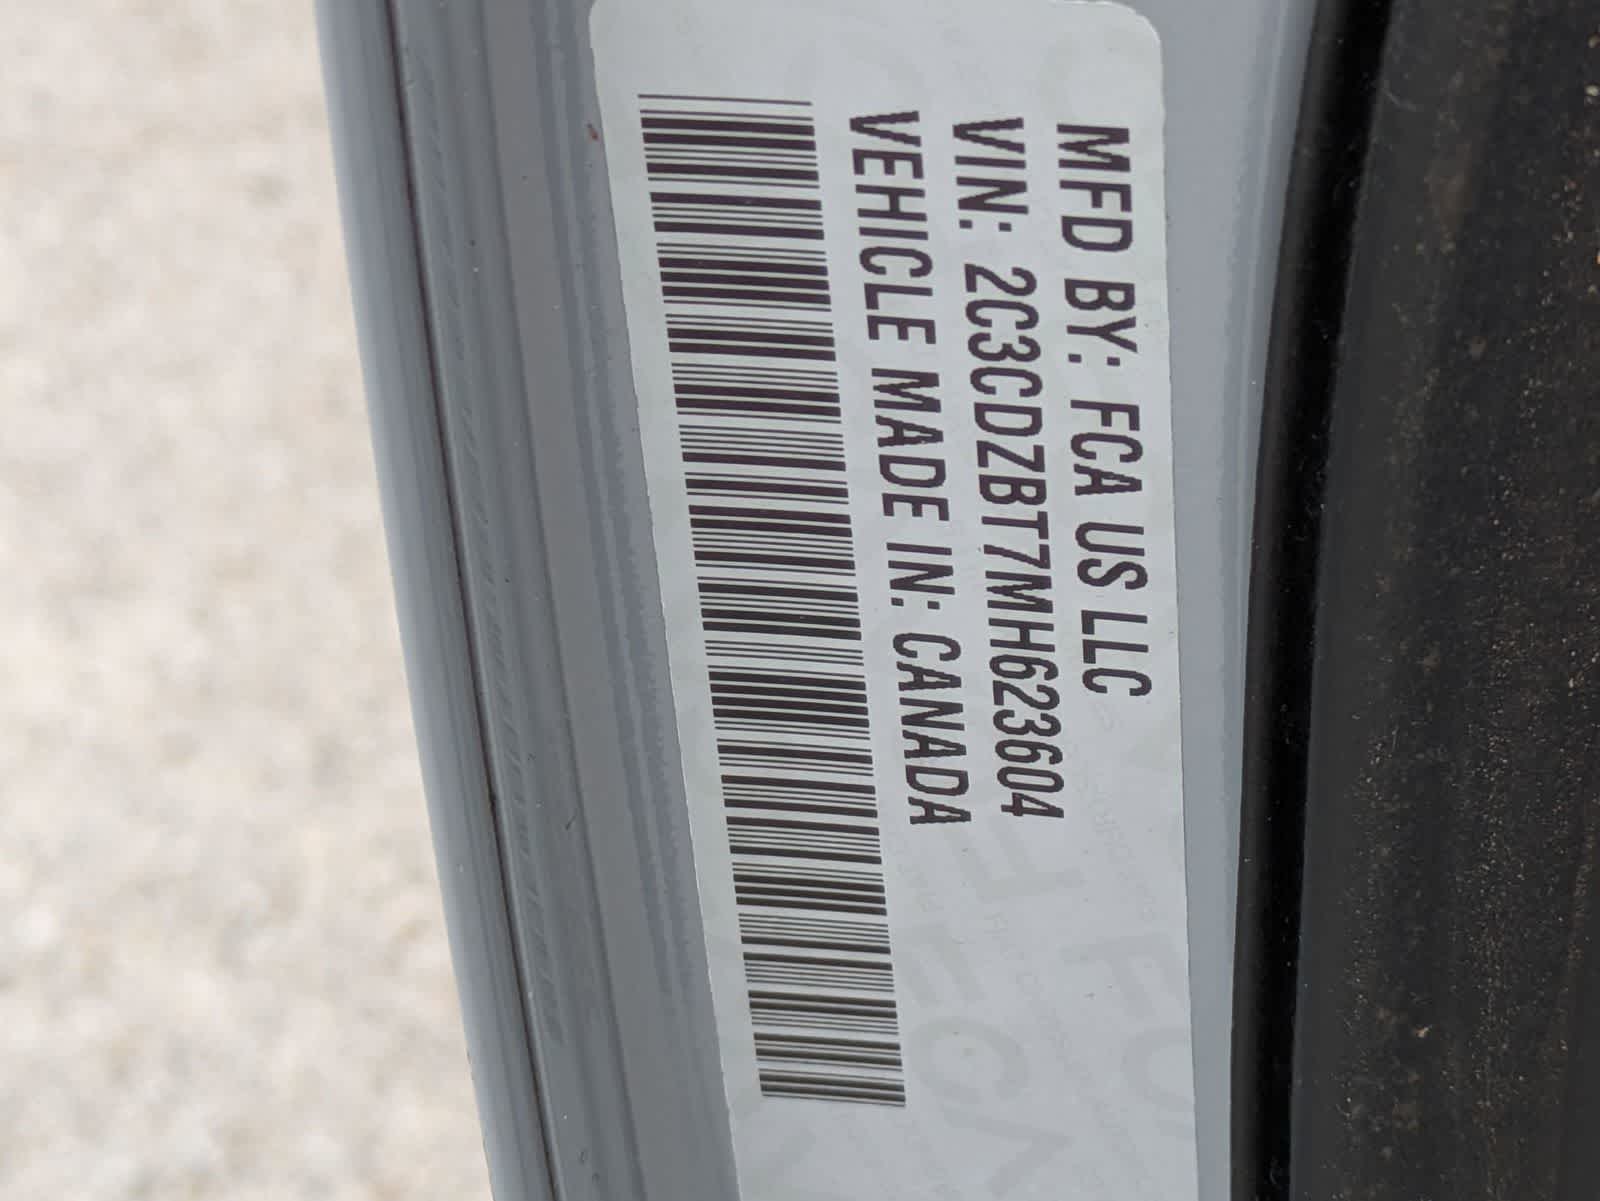 MFD BY: FCA US LLC
VIN: 2C3CDZBT7MH623604
VEHICLE MADE IN: CANADA